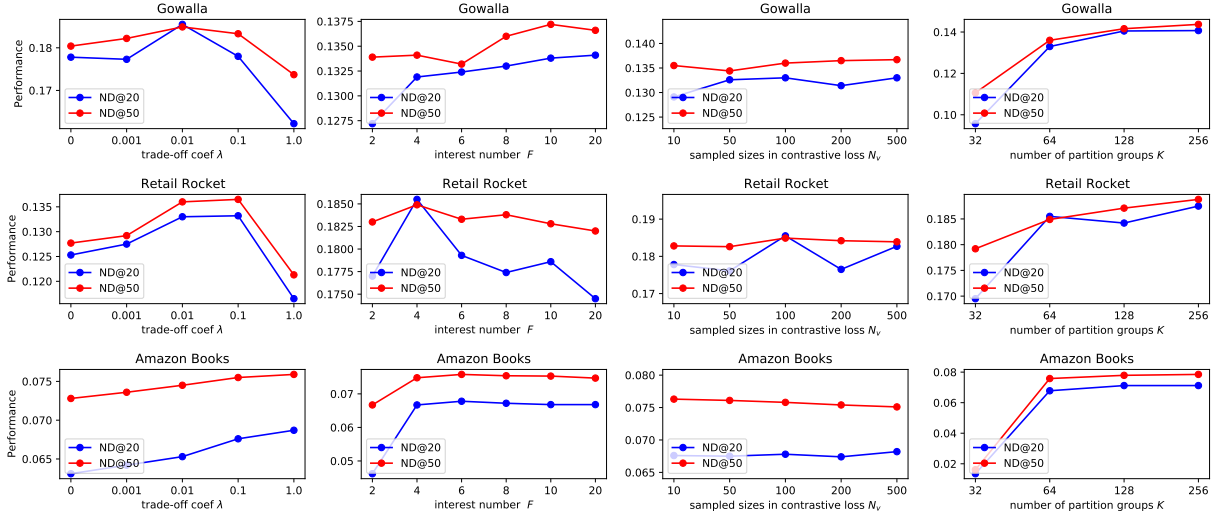 Gowalla
Performance
0.18
0.17
ND@20
ND@50
0 0.001 0.01 0.1 1.0
trade-off coef λ
Gowalla
0.1375
0.1350
0.1325
0.1300
0.1275
ND@20
ND@50
2 4 6 8 10 20
interest number F
Gowalla
0.140
0.135
0.130
0.125
ND@20
ND@50
10 50 100 200 500
sampled sizes in contrastive loss Nv
Gowalla
0.14
0.12
0.10
ND@20
ND@50
32 64 128 256
number of partition groups K
Retail Rocket
Performance
0.135
0.130
0.125
0.120
ND@20
ND@50
0 0.001 0.01 0.1 1.0
trade-off coef λ
Retail Rocket
0.1850
0.1825
0.1800
0.1775
0.1750
ND@20
ND@50
2 4 6 8 10 20
interest number F
Retail Rocket
0.19
0.18
0.17
ND@20
ND@50
10 50 100 200 500
sampled sizes in contrastive loss Nv
Retail Rocket
0.185
0.180
0.175
0.170
ND@20
ND@50
32 64 128 256
number of partition groups K
Amazon Books
Performance
0.075
0.070
0.065
ND@20
ND@50
0 0.001 0.01 0.1 1.0
trade-off coef λ
Amazon Books
0.07
0.06
0.05
ND@20
ND@50
2 4 6 8 10 20
interest number F
Amazon Books
0.080
0.075
0.070
0.065
ND@20
ND@50
10 50 100 200 500
sampled sizes in contrastive loss Nv
Amazon Books
0.08
0.06
0.04
0.02
ND@20
ND@50
32 64 128 256
number of partition groups K